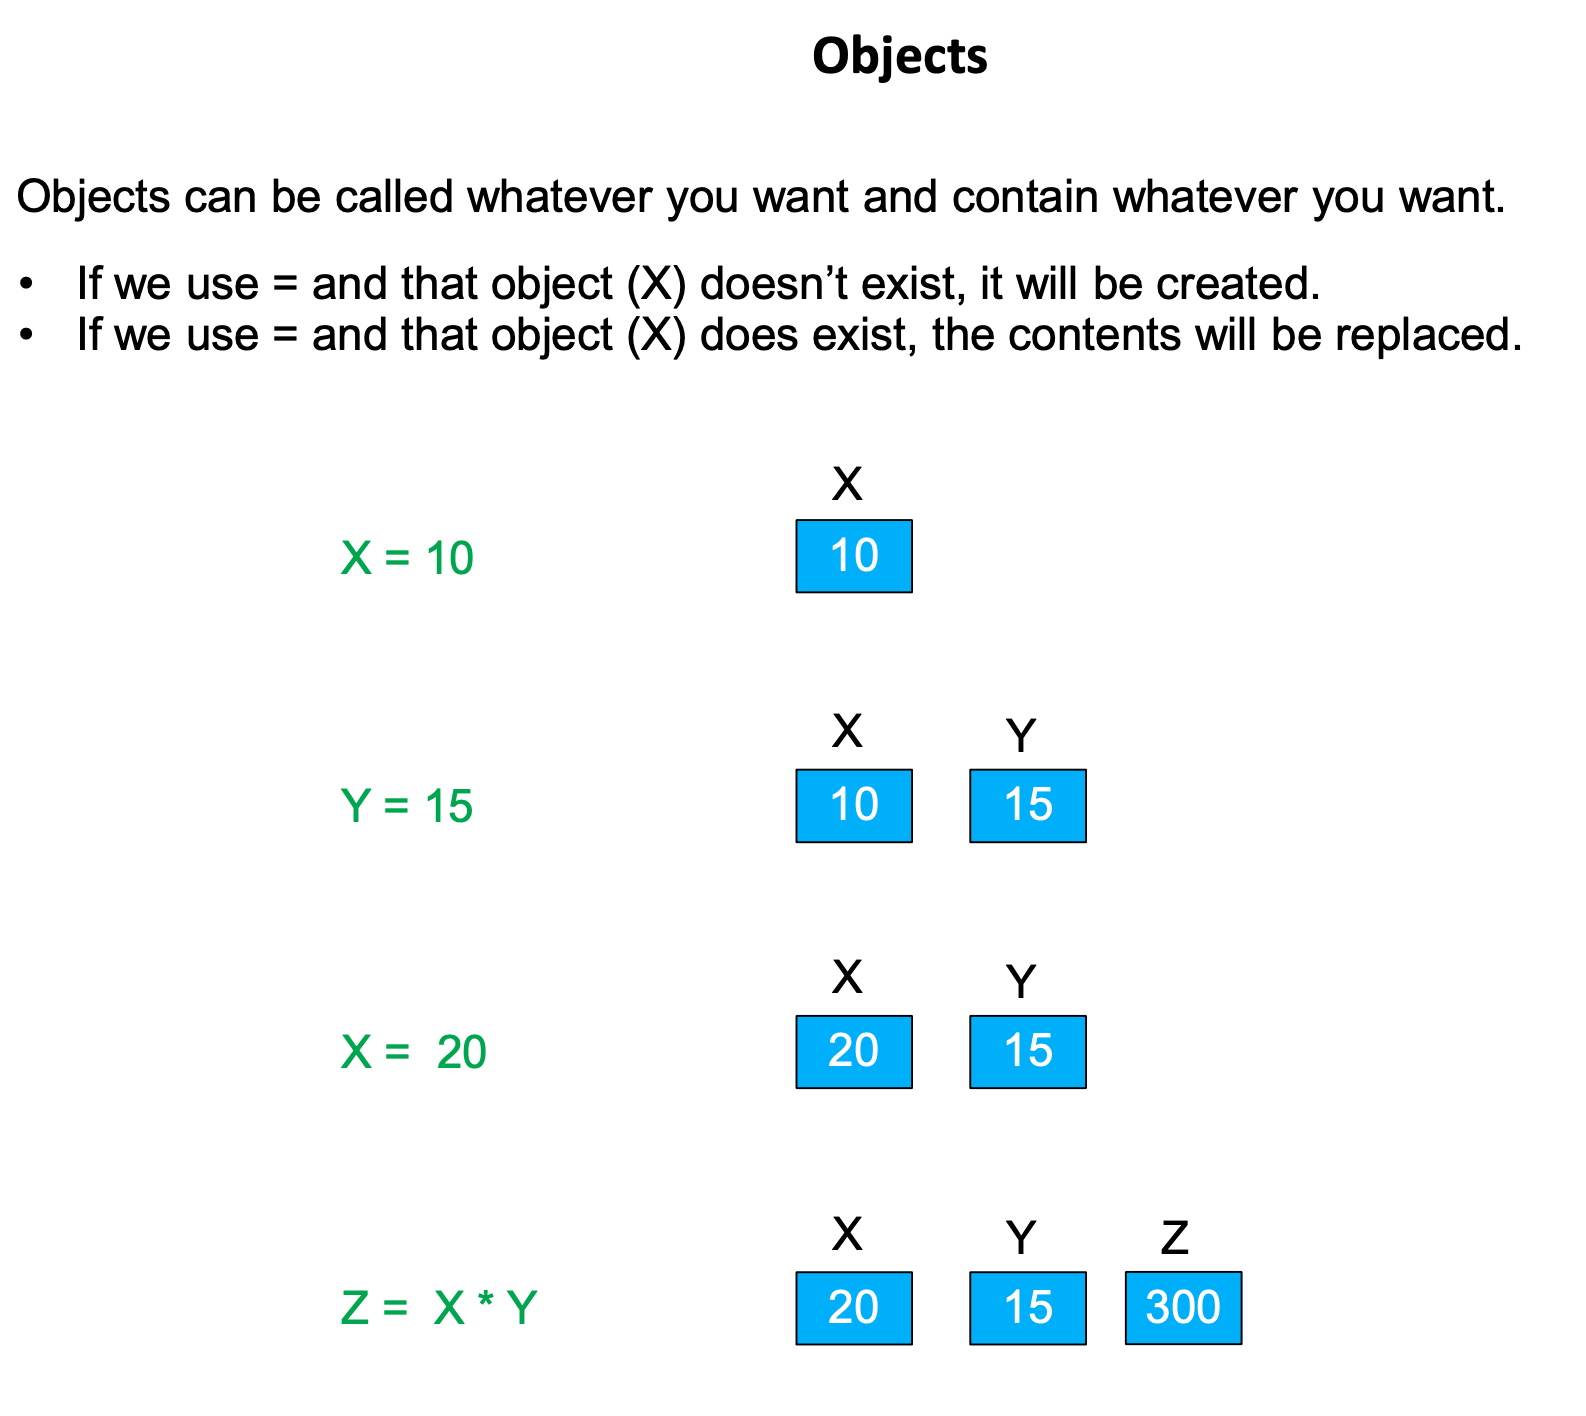 Objects
Objects can be called whatever you want and contain whatever you want.
• If we use = and that object (X) doesn’t exist, it will be created.
• If we use = and that object (X) does exist, the contents will be replaced.
X
X = 10 10
X Y
Y = 15 10 15
X Y
X = 20 20 15
X Y Z
Z = X * Y 20 15 300